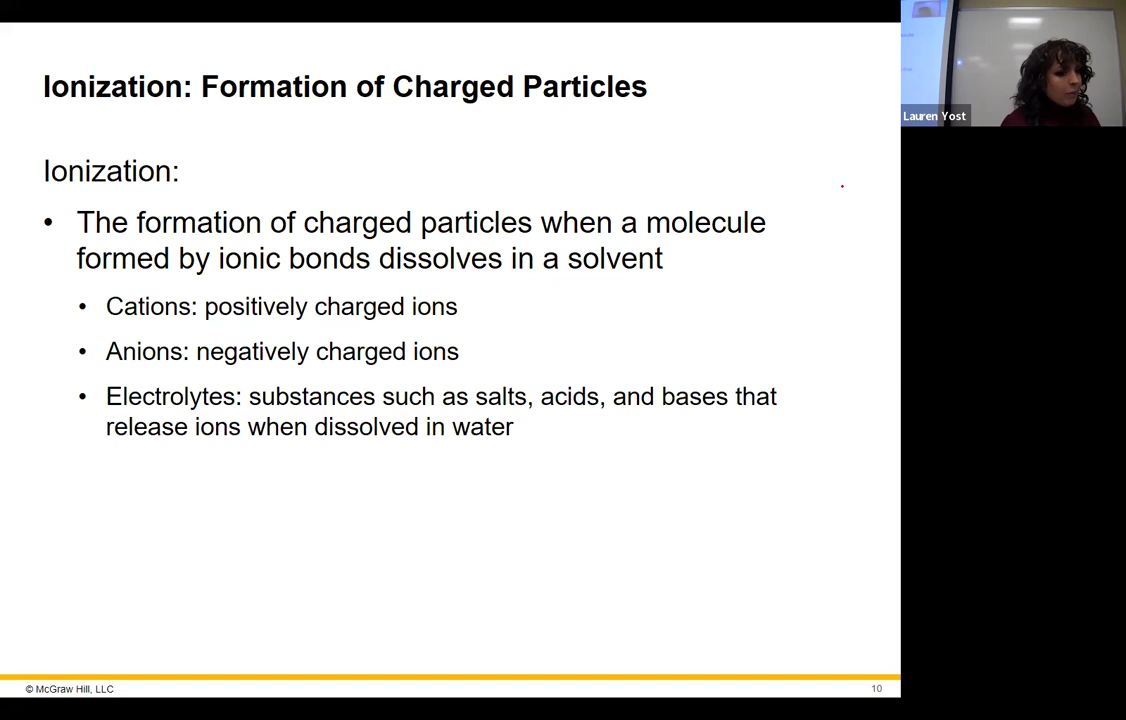 Ionization: Formation of Charged Particles
Ionization:
• The formation of charged particles when a molecule
formed by ionic bonds dissolves in a solvent
• Cations: positively charged ions
• Anions: negatively charged ions
• Electrolytes: substances such as salts, acids, and bases that
release ions when dissolved in water
© McGraw Hill, LLC
10
Lauren Yost